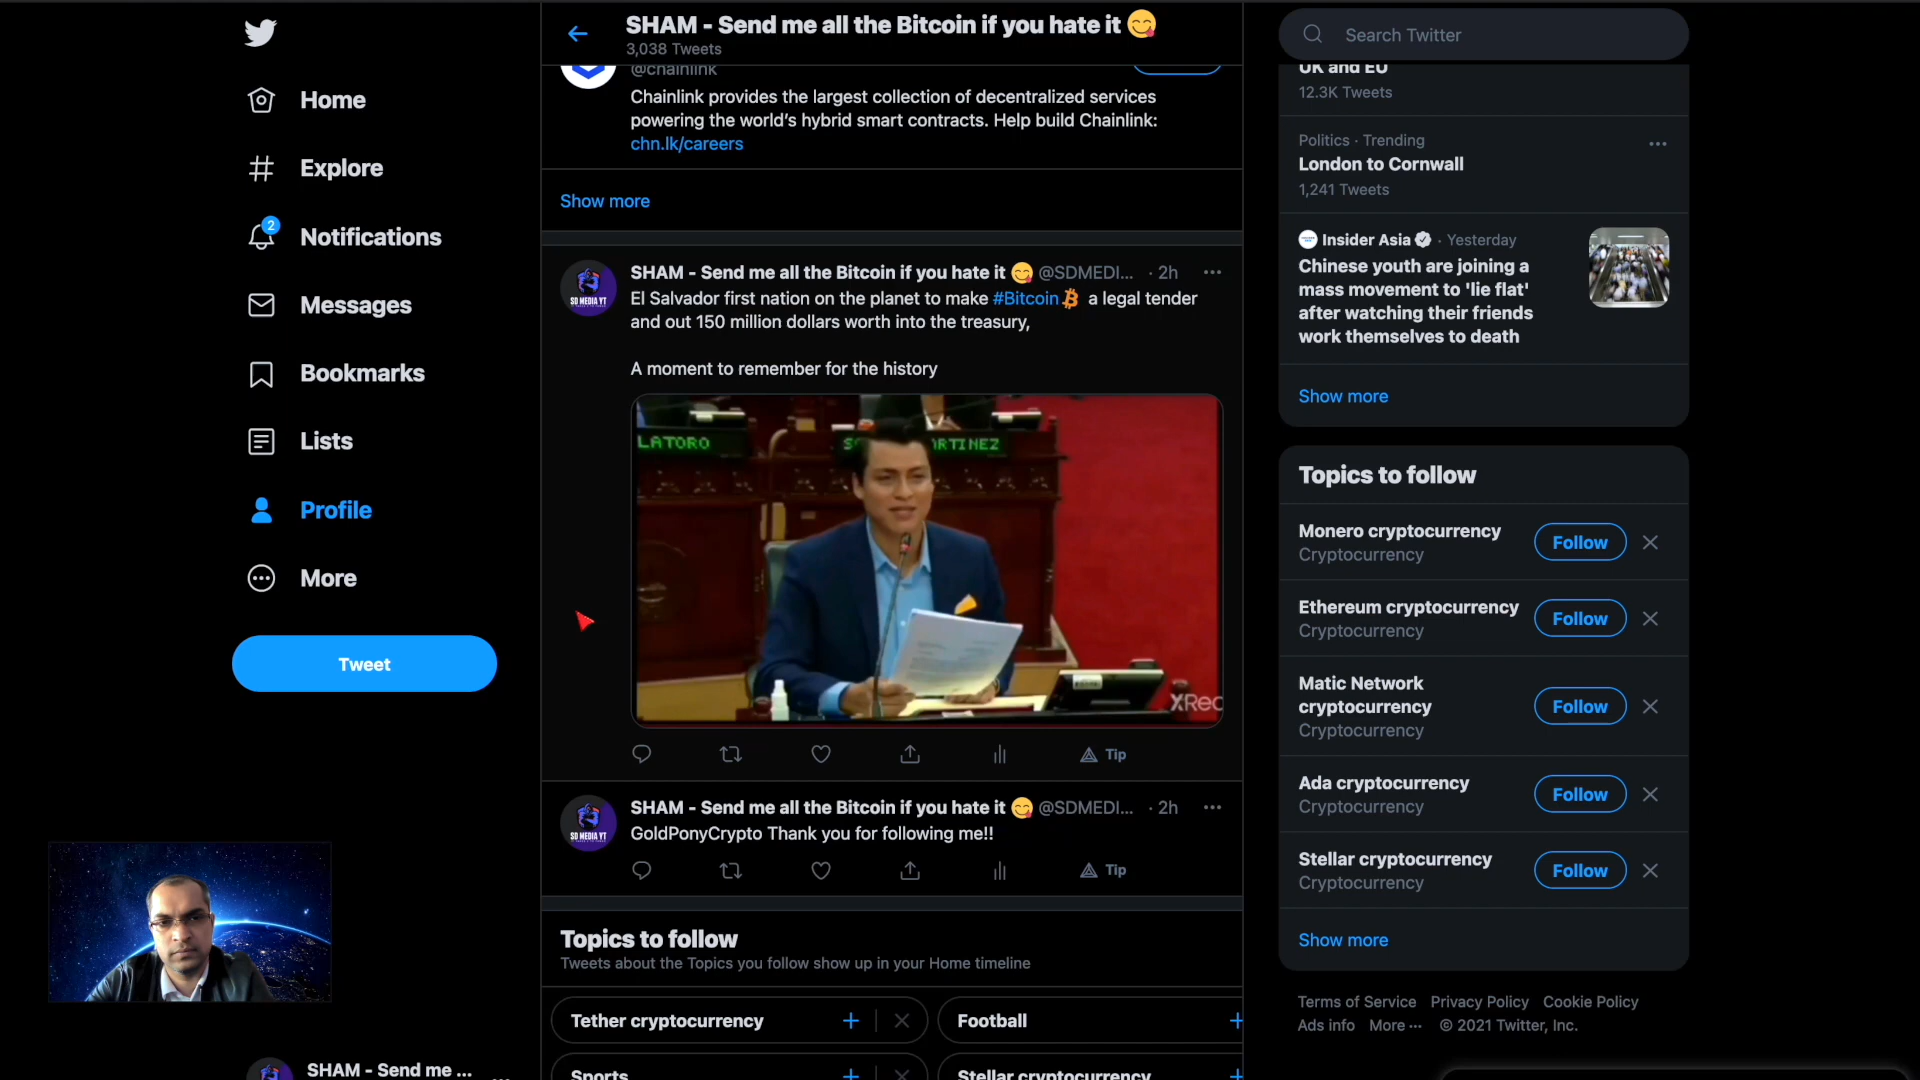 Home
Explore
2
Notifications
Messages
Bookmarks
Lists
Profile
More
Tweet
SHAM - Send me ...
SHAM - Send me all the Bitcoin if you hate it 😋
3,038 Tweets
@chainlink
Chainlink provides the largest collection of decentralized services
powering the world's hybrid smart contracts. Help build Chainlink:
chn.lk/careers
Show more
SHAM - Send me all the Bitcoin if you hate it 😋 @SDMEDI... · 2h
El Salvador first nation on the planet to make #Bitcoin a legal tender
and out 150 million dollars worth into the treasury,
A moment to remember for the history
SD MEDIA YT
LATORO
RTINEZ
XRec
Tip
SHAM - Send me all the Bitcoin if you hate it 😋 @SDMEDI... · 2h
GoldPonyCrypto Thank you for following me!!
SD MEDIA YT
Tip
Topics to follow
Tweets about the Topics you follow show up in your Home timeline
Tether cryptocurrency
Football
Sports
Stellar cryptocurrency
Search Twitter
UK and EU
12.3K Tweets
Politics · Trending
London to Cornwall
1,241 Tweets
Insider Asia · Yesterday
Chinese youth are joining a
mass movement to 'lie flat'
after watching their friends
work themselves to death
Show more
Topics to follow
Monero cryptocurrency
Cryptocurrency
Follow
Ethereum cryptocurrency
Cryptocurrency
Follow
Matic Network
cryptocurrency
Cryptocurrency
Follow
Ada cryptocurrency
Cryptocurrency
Follow
Stellar cryptocurrency
Cryptocurrency
Follow
Show more
Terms of Service Privacy Policy Cookie Policy
Ads info More ··· © 2021 Twitter, Inc.